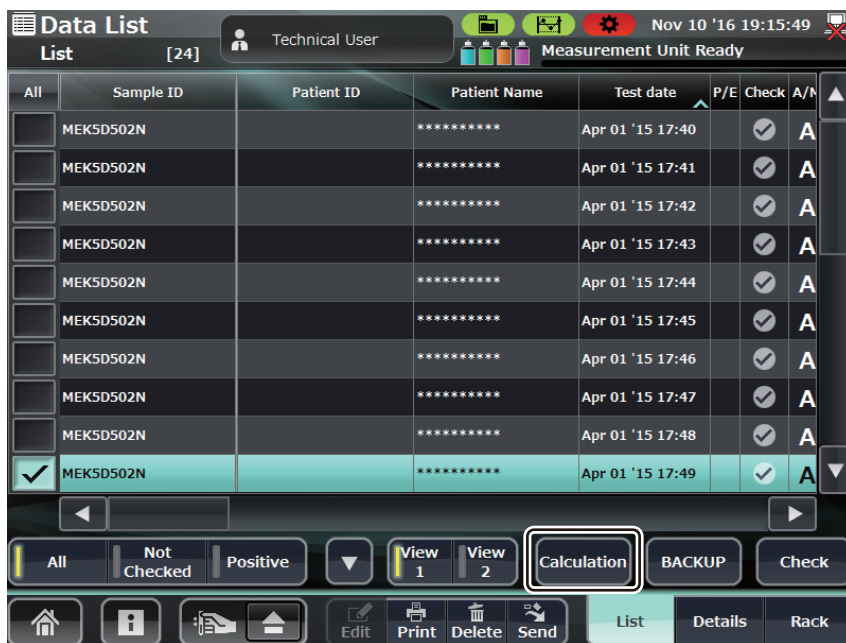 Data List
Technical User
Nov 10 '16 19:15:49
List [24]
Measurement Unit Ready
All Sample ID Patient ID Patient Name Test date P/E Check A/N
MEK5D502N ********** Apr 01 '15 17:40 A
MEK5D502N ********** Apr 01 '15 17:41 A
MEK5D502N ********** Apr 01 '15 17:42 A
MEK5D502N ********** Apr 01 '15 17:43 A
MEK5D502N ********** Apr 01 '15 17:44 A
MEK5D502N ********** Apr 01 '15 17:45 A
MEK5D502N ********** Apr 01 '15 17:46 A
MEK5D502N ********** Apr 01 '15 17:47 A
MEK5D502N ********** Apr 01 '15 17:48 A
MEK5D502N ********** Apr 01 '15 17:49 A
All Not Checked Positive View 1 View 2 Calculation BACKUP Check
Edit Print Delete Send List Details Rack